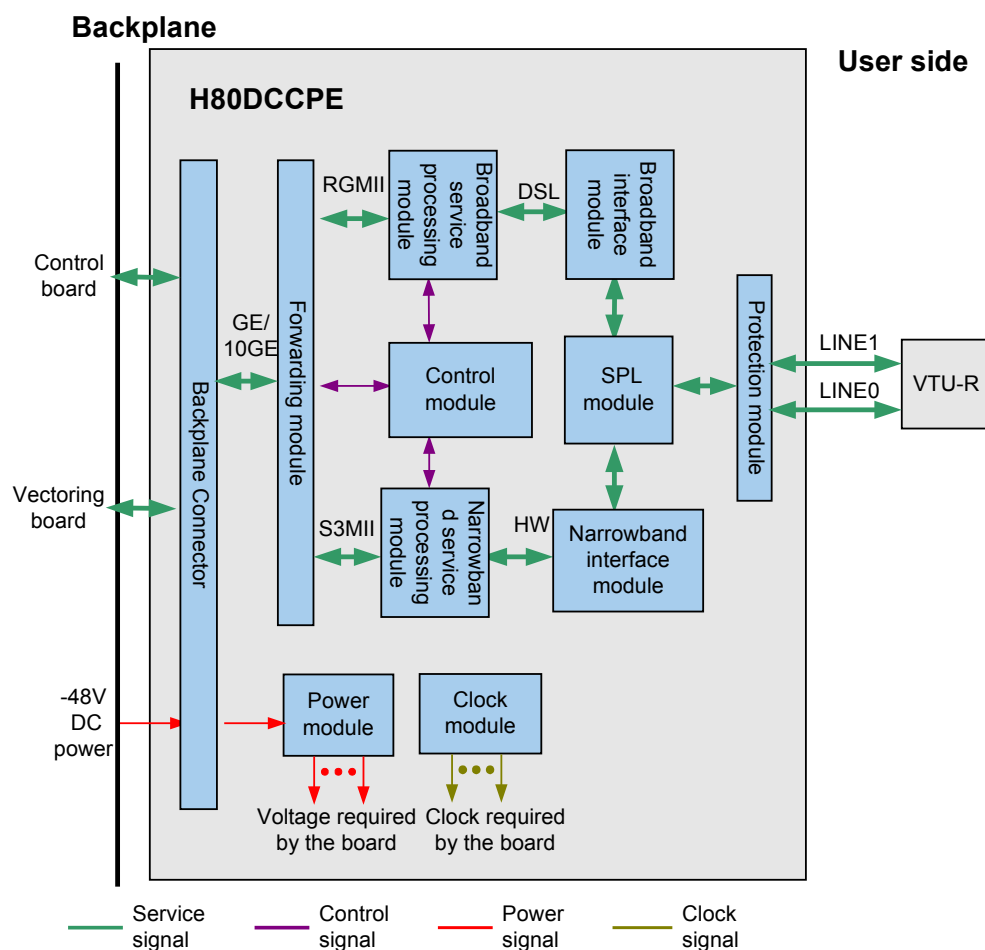 Backplane
User side
H80DCCPE
Control
board
Vectoring
board
-48V
DC
power
Backplane Connector
GE/
10GE
Forwarding module
RGMII
Broadband
service
processing
module
DSL
Broadband
interface
module
Control
module
SPL
module
Protection module
LINE1
LINE0
VTU-R
S3MII
Narrowban
d service
processing
module
HW
Narrowband
interface
module
Power
module
Clock
module
Voltage required
by the board
Clock required
by the board
Service
signal
Control
signal
Power
signal
Clock
signal